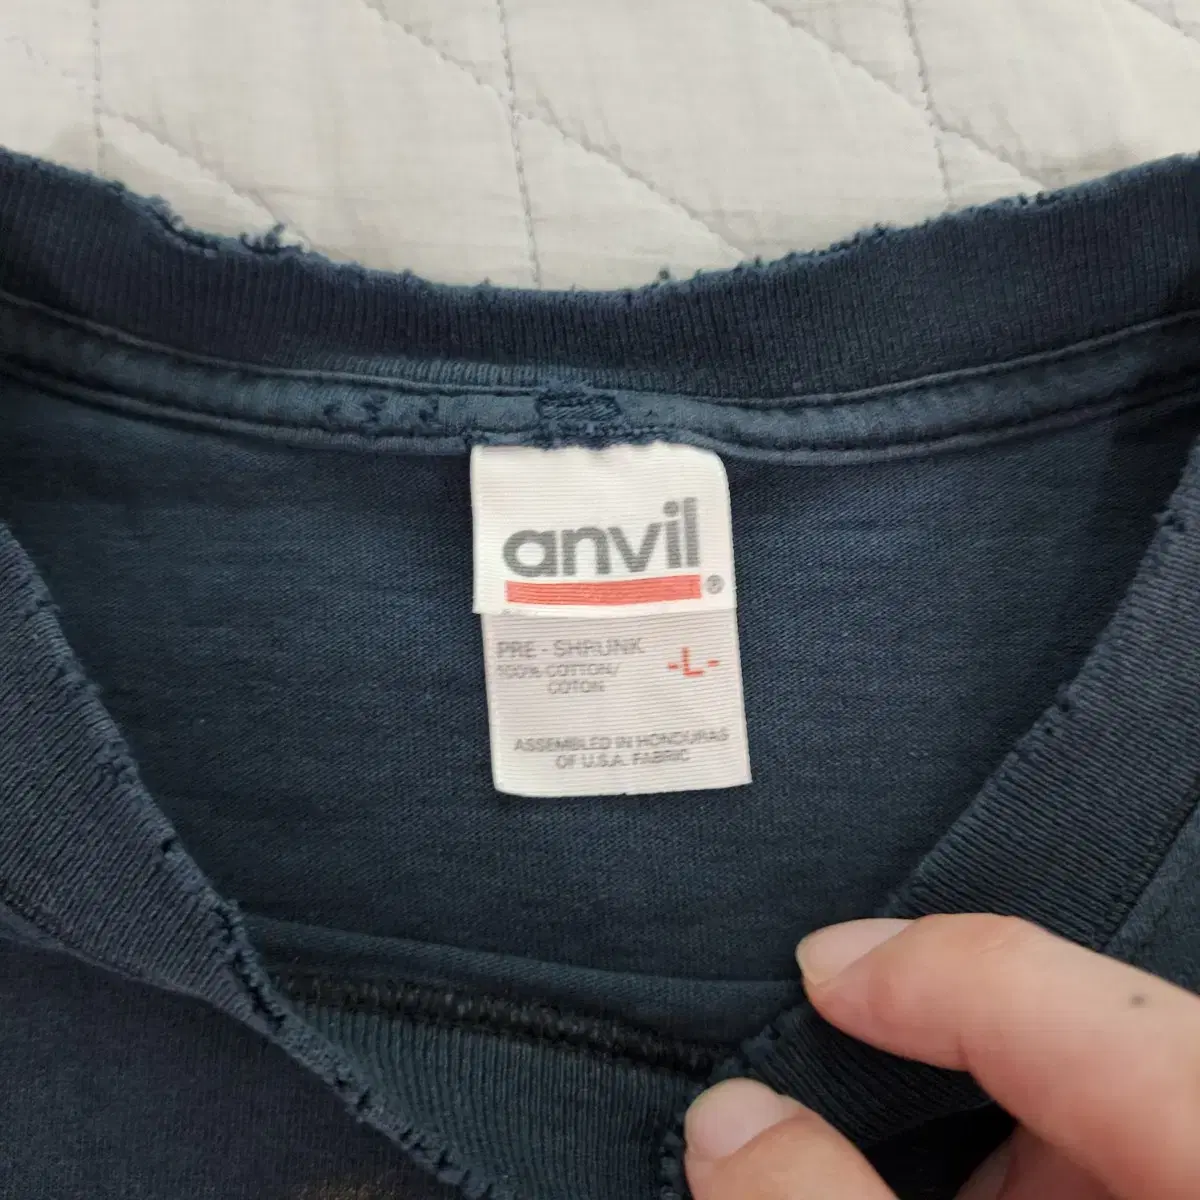 anvil®
PRE - SHRUNK
100% COTTON/
COTON
-L-
ASSEMBLED IN HONDURAS
OF U.S.A. FABRIC